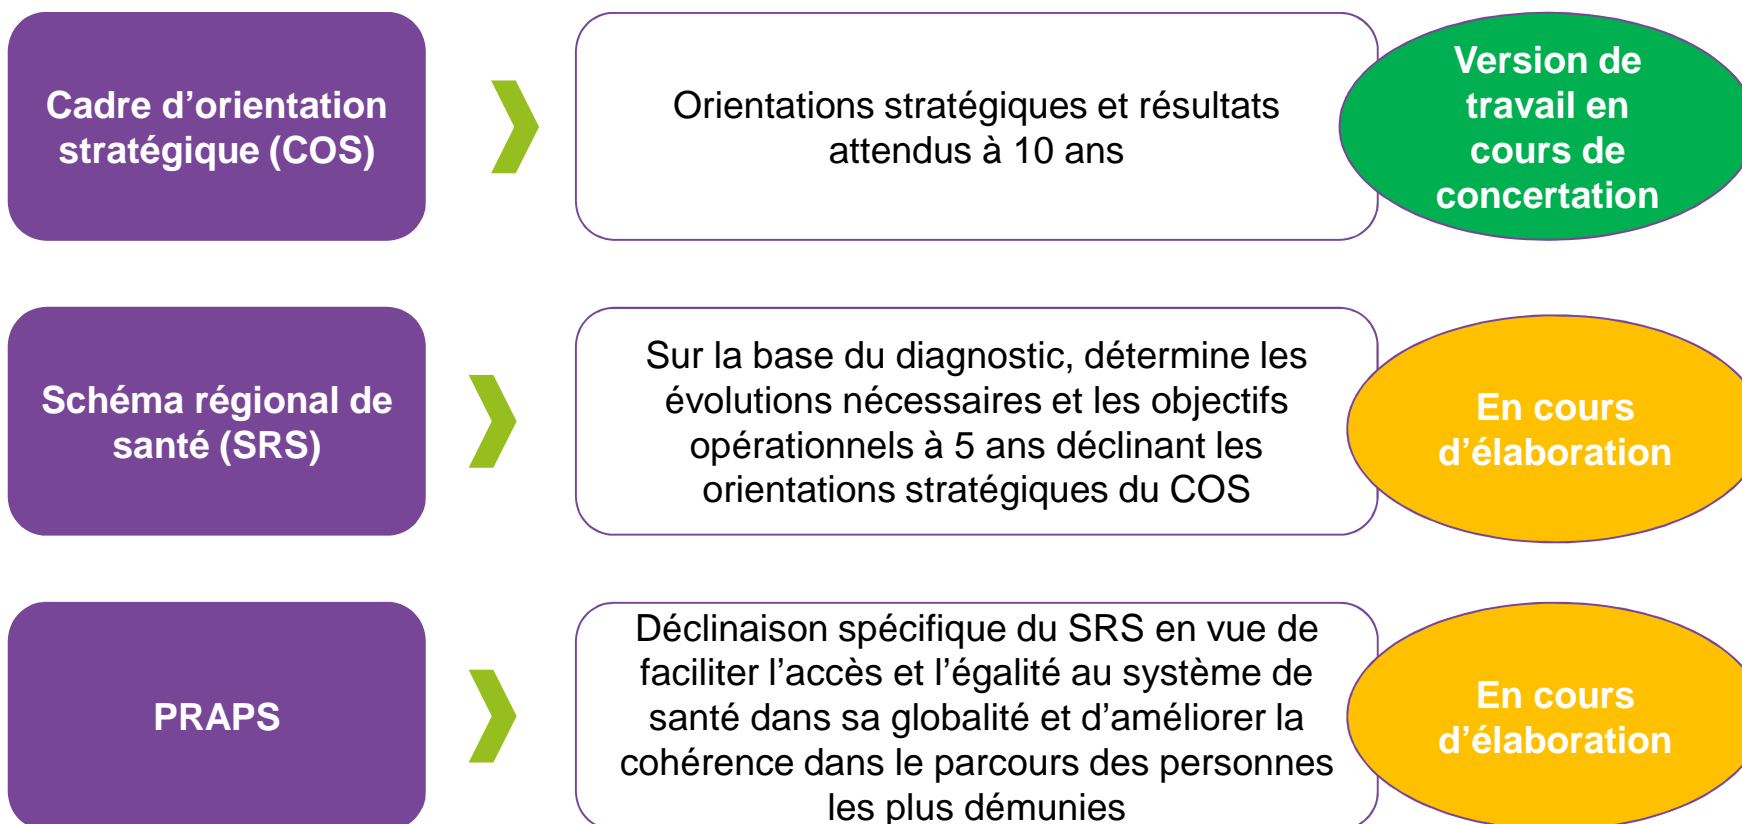 Cadre d’orientation
stratégique (COS)
Orientations stratégiques et résultats
attendus à 10 ans
Version de
travail en
cours de
concertation
Schéma régional de
santé (SRS)
Sur la base du diagnostic, détermine les
évolutions nécessaires et les objectifs
opérationnels à 5 ans déclinant les
orientations stratégiques du COS
En cours
d’élaboration
PRAPS
Déclinaison spécifique du SRS en vue de
faciliter l’accès et l’égalité au système de
santé dans sa globalité et d’améliorer la
cohérence dans le parcours des personnes
les plus démunies
En cours
d’élaboration